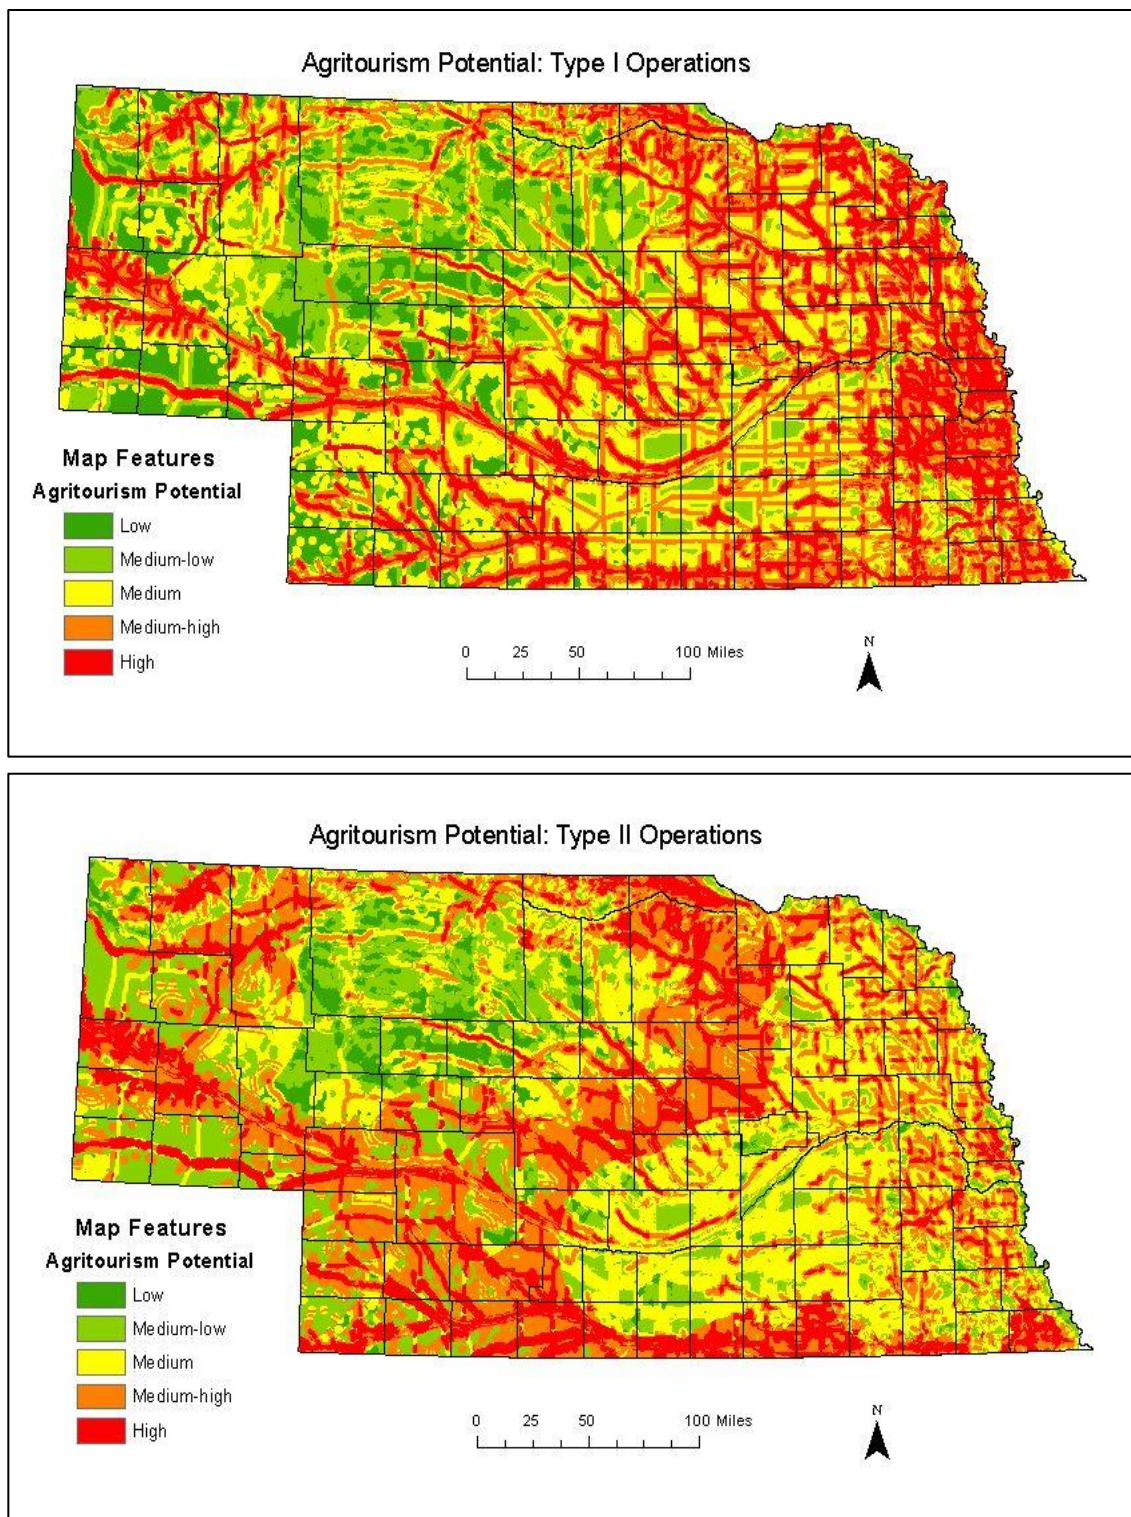 Agritourism Potential: Type I Operations
Map Features
Agritourism Potential
Low
Medium-low
Medium
Medium-high
High
0 25 50 100 Miles
N
Agritourism Potential: Type II Operations
Map Features
Agritourism Potential
Low
Medium-low
Medium
Medium-high
High
0 25 50 100 Miles
N